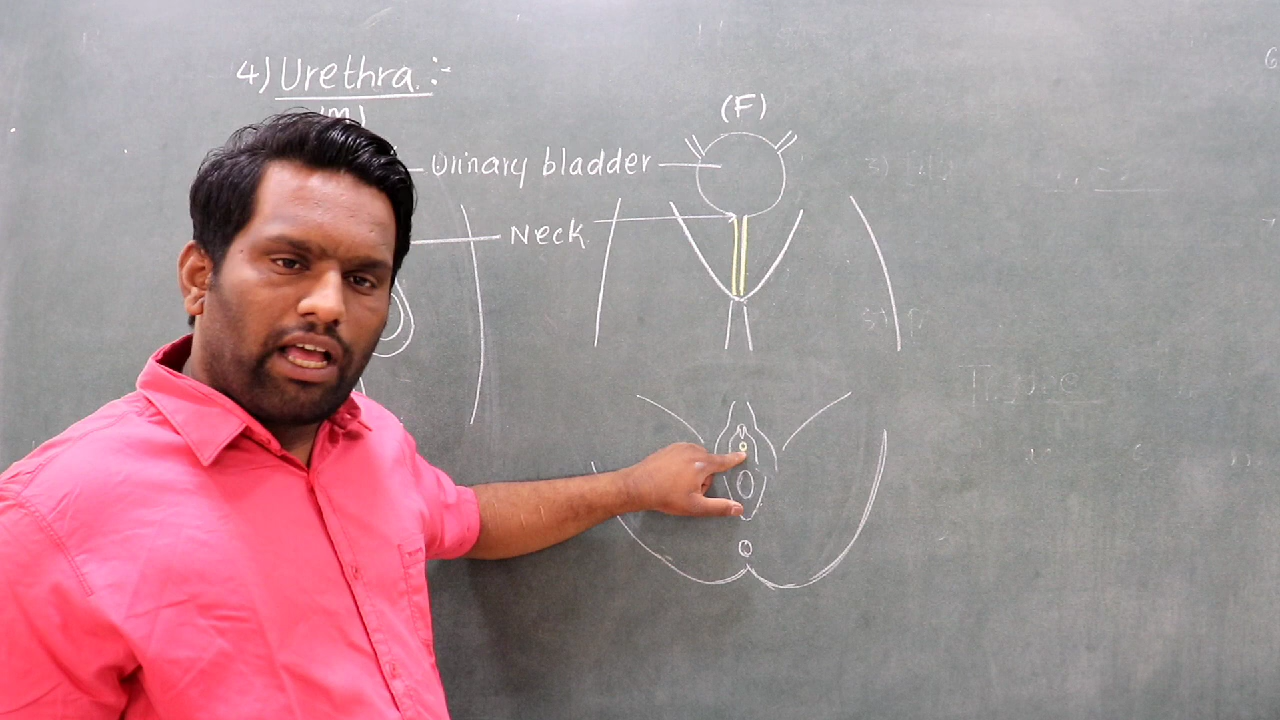 4) Urethra :-
(M)
(F)
Urinary bladder
Neck